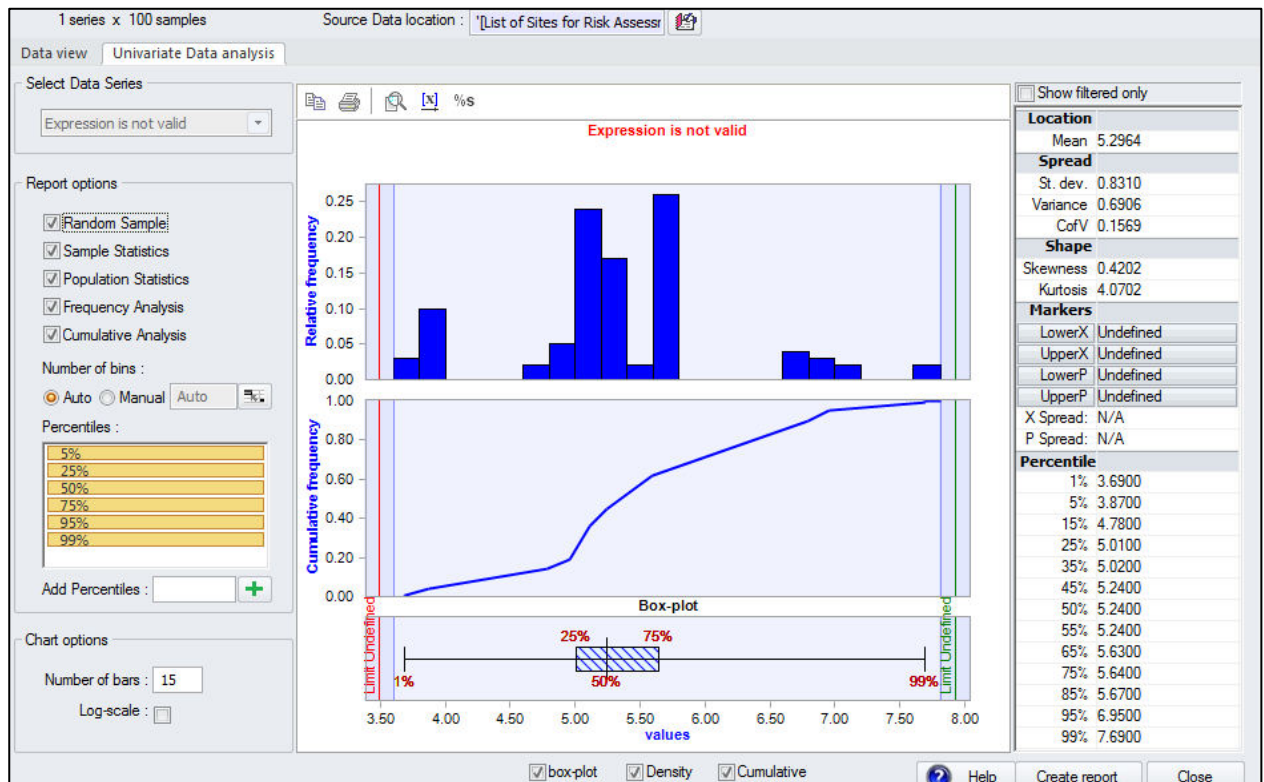 1 series x 100 samples
Source Data location : '[List of Sites for Risk Assessr
Data view
Univariate Data analysis
Select Data Series
Expression is not valid
Report options
Random Sample
Sample Statistics
Population Statistics
Frequency Analysis
Cumulative Analysis
Number of bins :
Auto
Manual
Auto
Percentiles :
5%
25%
50%
75%
95%
99%
Add Percentiles :
Chart options
Number of bars : 15
Log-scale :
[x] %s
Expression is not valid
Relative frequency
0.25
0.20
0.15
0.10
0.05
0.00
Cumulative frequency
1.00
0.80
0.60
0.40
0.20
0.00
Box-plot
Limit Undefined
25% 75%
1% 50% 99%
Limit Undefined
3.50 4.00 4.50 5.00 5.50 6.00 6.50 7.00 7.50 8.00
values
box-plot
Density
Cumulative
Show filtered only
Location
Mean 5.2964
Spread
St. dev. 0.8310
Variance 0.6906
CofV 0.1569
Shape
Skewness 0.4202
Kurtosis 4.0702
Markers
LowerX Undefined
UpperX Undefined
LowerP Undefined
UpperP Undefined
X Spread: N/A
P Spread: N/A
Percentile
1% 3.6900
5% 3.8700
15% 4.7800
25% 5.0100
35% 5.0200
45% 5.2400
50% 5.2400
55% 5.2400
65% 5.6300
75% 5.6400
85% 5.6700
95% 6.9500
99% 7.6900
Help
Create report
Close